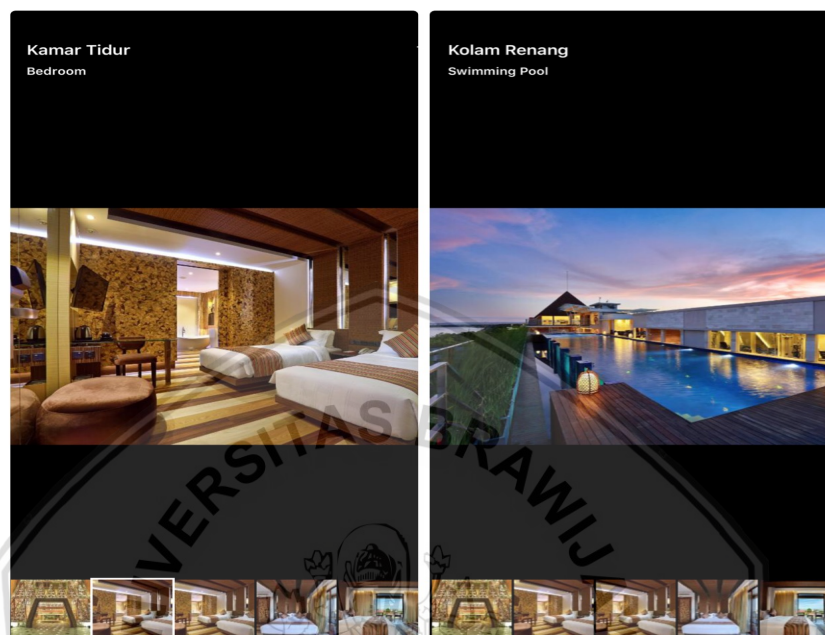 Kamar Tidur
Bedroom
Kolam Renang
Swimming Pool
VERSITAS BRAWIJ